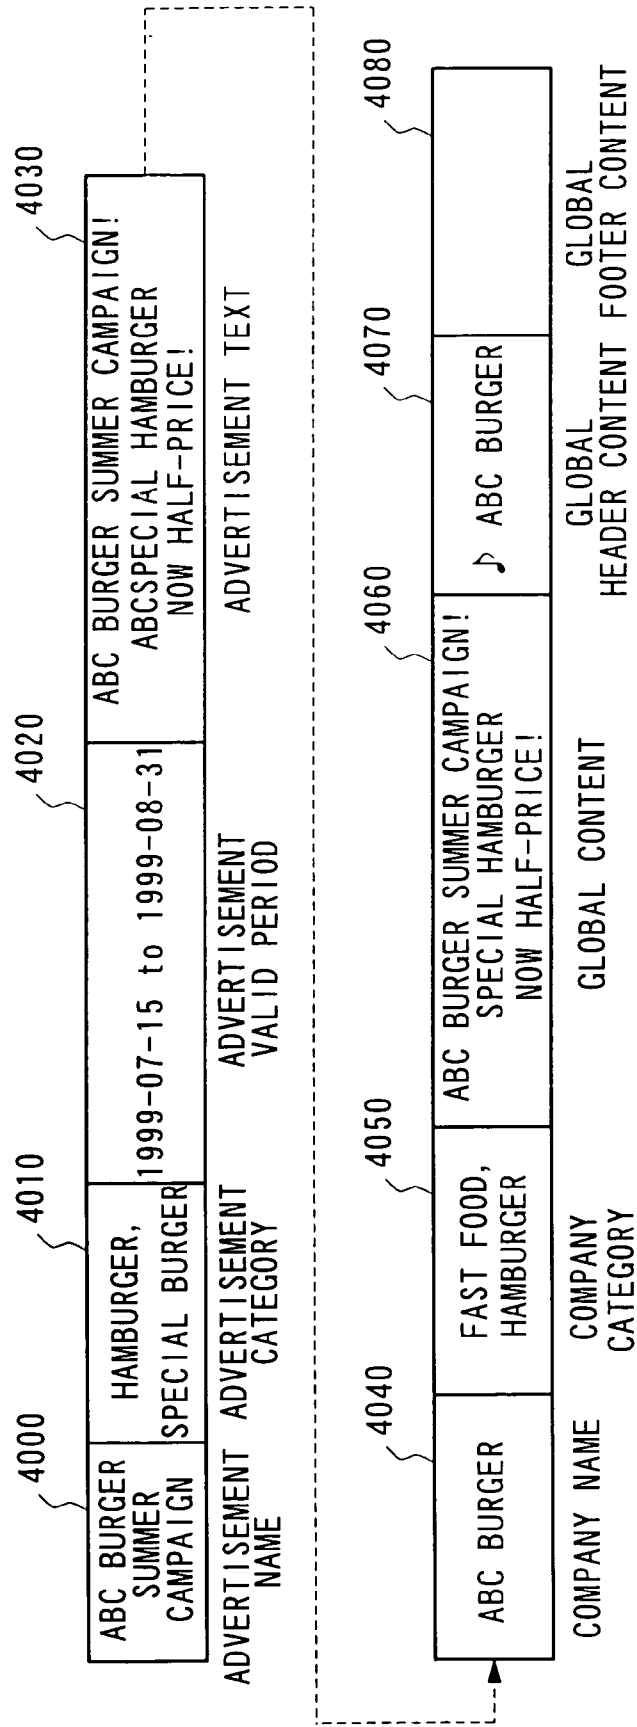 4000
4010
4020
4030
ABC BURGER
SUMMER
CAMPAIGN
HAMBURGER,
SPECIAL BURGER
1999-07-15 to 1999-08-31
ABC BURGER SUMMER CAMPAIGN!
ABCSPECIAL HAMBURGER
NOW HALF-PRICE!
ADVERTISEMENT
NAME
ADVERTISEMENT
CATEGORY
ADVERTISEMENT
VALID PERIOD
ADVERTISEMENT TEXT
4040
4050
4060
4070
4080
ABC BURGER
FAST FOOD,
HAMBURGER
ABC BURGER SUMMER CAMPAIGN!
SPECIAL HAMBURGER
NOW HALF-PRICE!
♪ ABC BURGER
COMPANY NAME
COMPANY
CATEGORY
GLOBAL CONTENT
GLOBAL
HEADER CONTENT
GLOBAL
FOOTER CONTENT